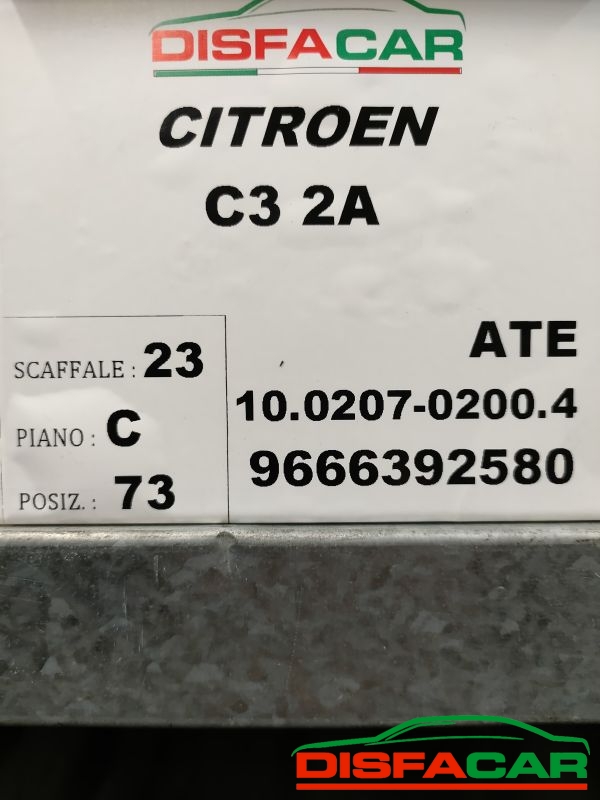 DISFACAR
CITROEN
C3 2A
SCAFFALE : 23
PIANO : C
POSIZ. : 73
ATE
10.0207-0200.4
9666392580
DISFACAR